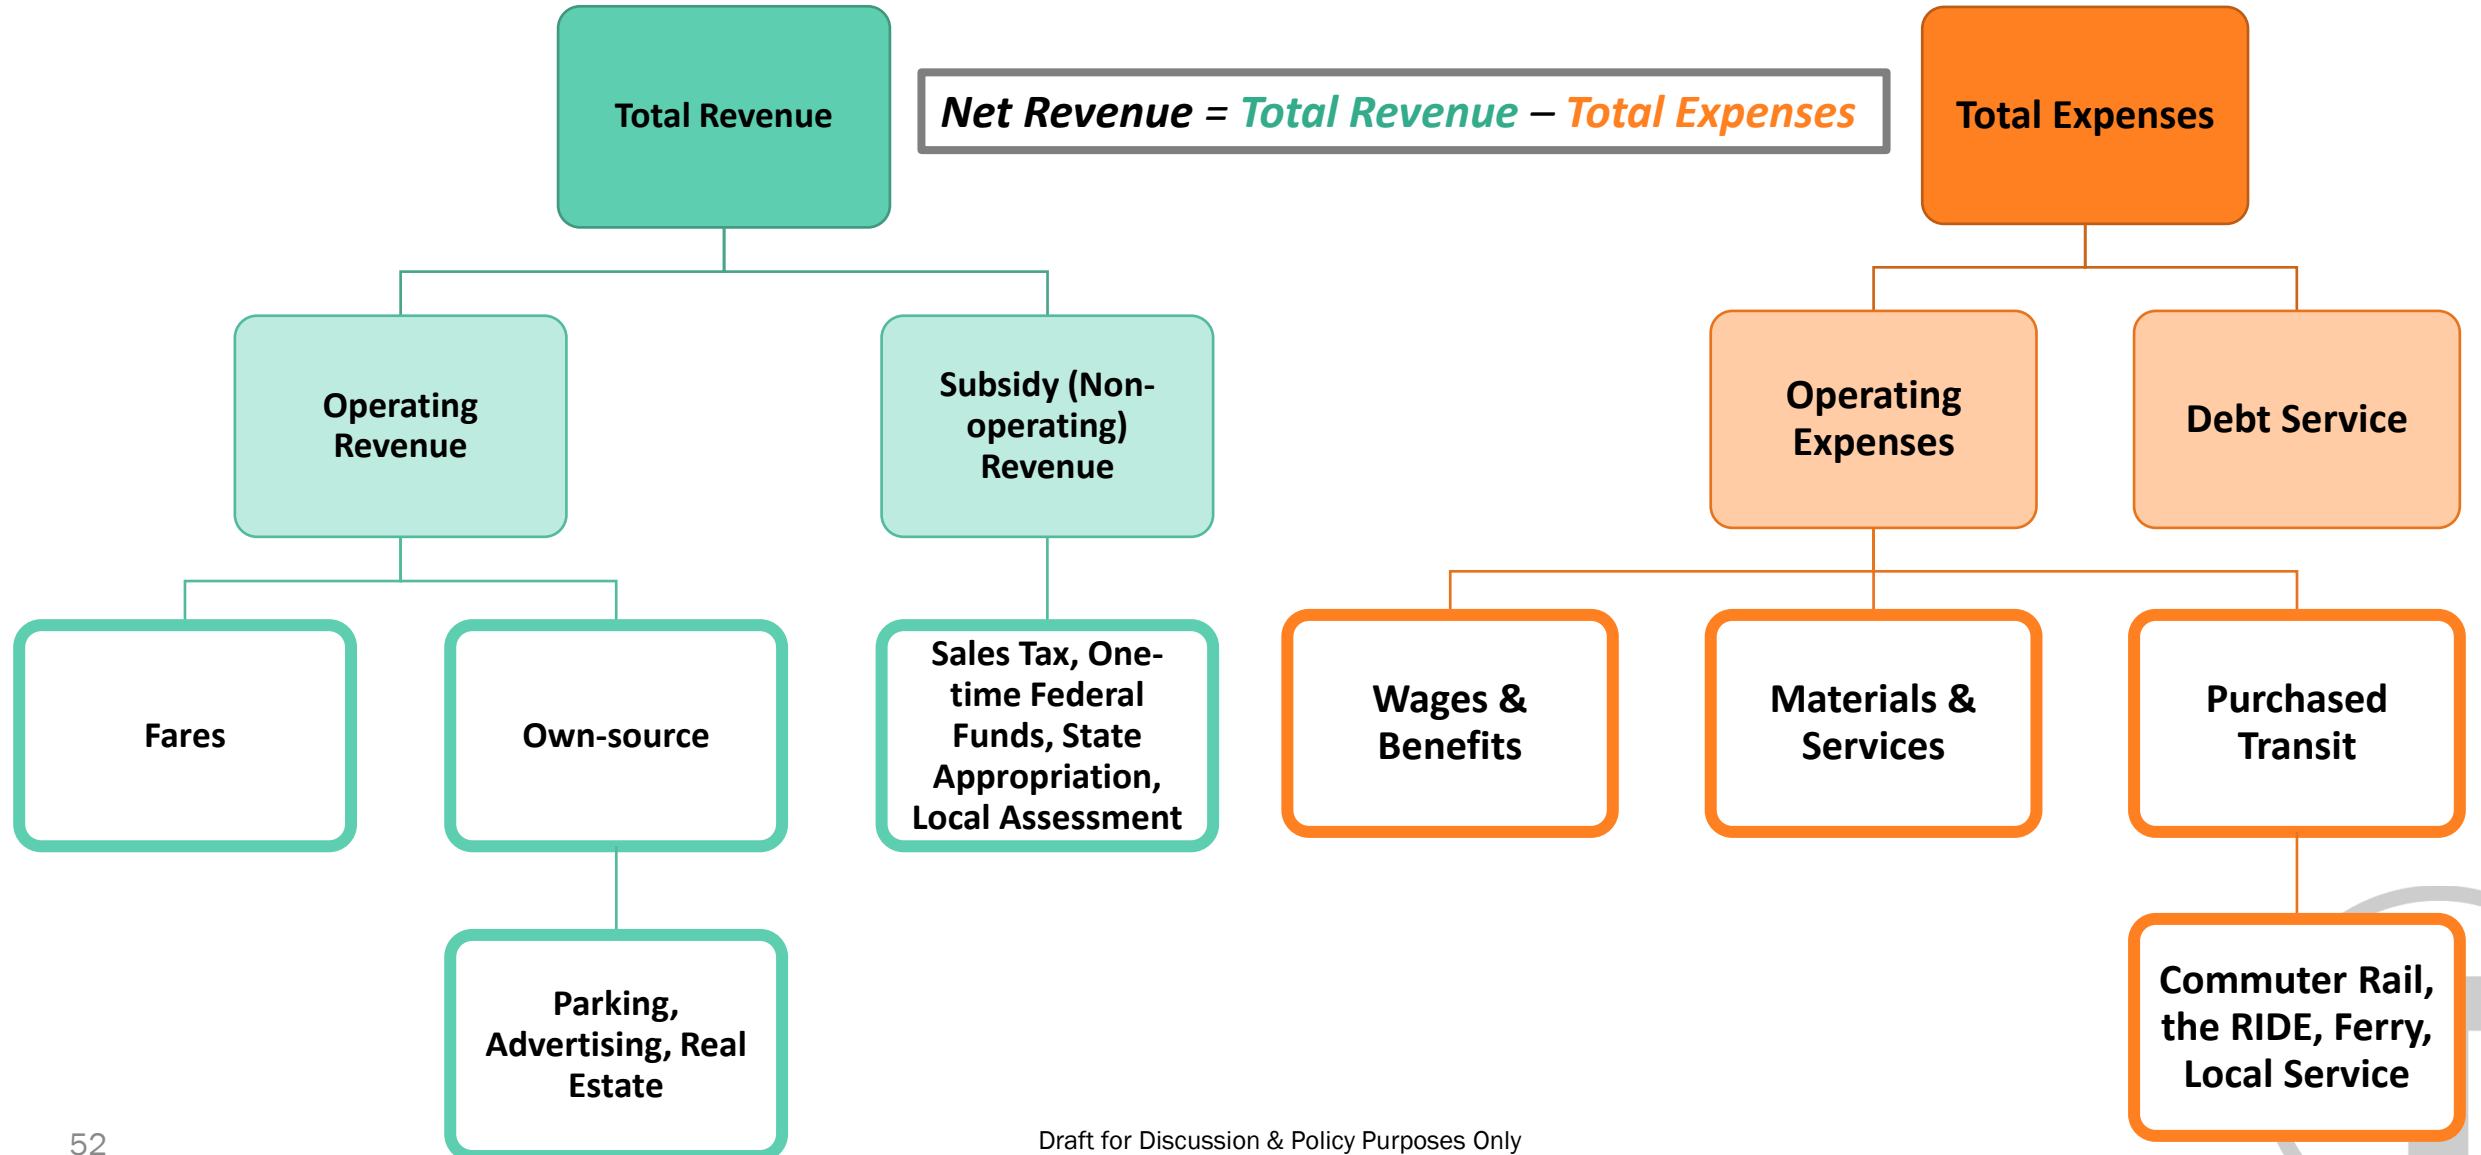 Total Revenue
Net Revenue = Total Revenue – Total Expenses
Total Expenses
Operating
Revenue
Subsidy (Non-
operating)
Revenue
Operating
Expenses
Debt Service
Fares
Own-source
Sales Tax, One-
time Federal
Funds, State
Appropriation,
Local Assessment
Wages &
Benefits
Materials &
Services
Purchased
Transit
Parking,
Advertising, Real
Estate
Commuter Rail,
the RIDE, Ferry,
Local Service
52
Draft for Discussion & Policy Purposes Only